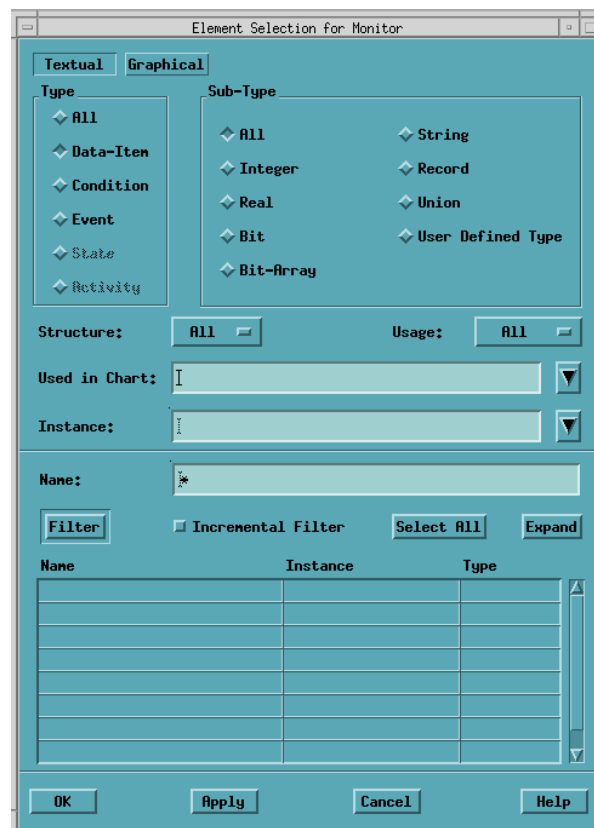 Element Selection for Monitor
Textual Graphical
Type Sub-Type
All
Data-Item
Condition
Event
State
Activity
All String
Integer Record
Real Union
Bit User Defined Type
Bit-Array
Structure: All Usage: All
Used in Chart:
Instance:
Name: *
Filter Incremental Filter Select All Expand
Name Instance Type
OK Apply Cancel Help